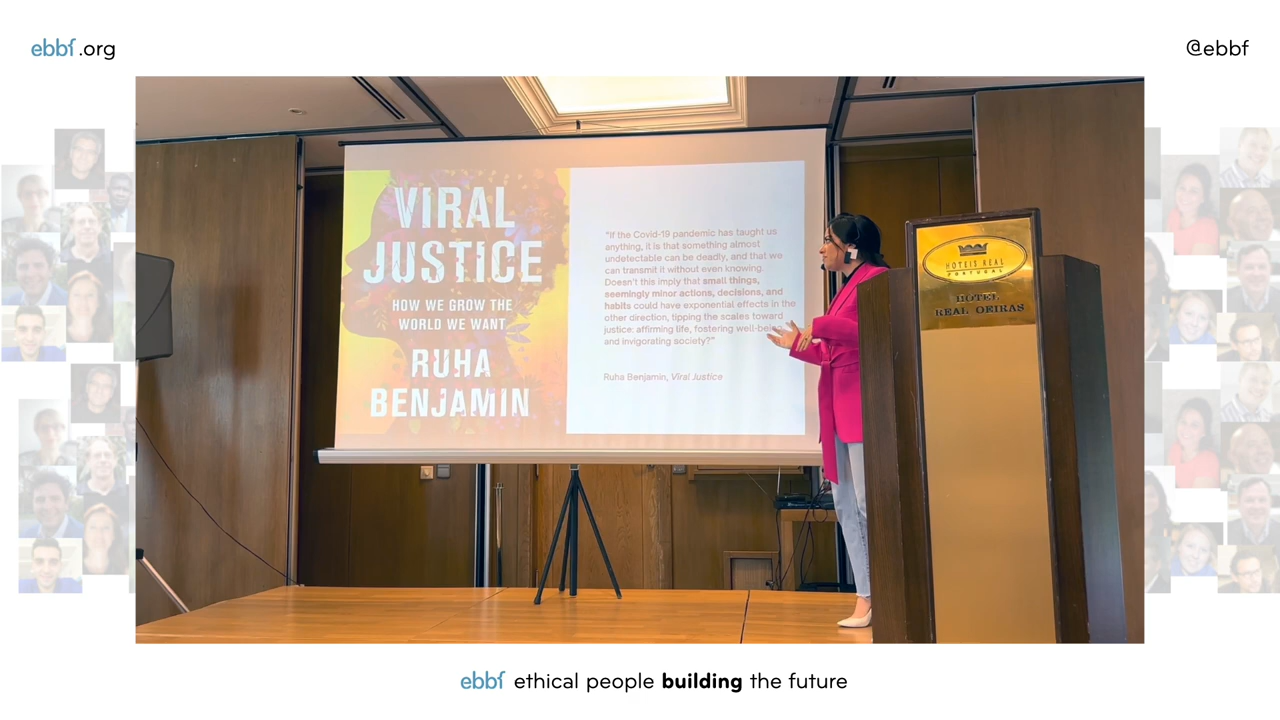 ebbf.org
@ebbf
VIRAL
JUSTICE
HOW WE GROW THE
WORLD WE WANT
RUHA
BENJAMIN
"If the Covid-19 pandemic has taught us
anything, it is that something almost
undetectable can be deadly, and that we
can transmit it without even knowing.
Doesn't this imply that small things,
seemingly minor actions, decisions, and
habits could have exponential effects in the
other direction, tipping the scales toward
justice: affirming life, fostering well-being
and invigorating society?"
Ruha Benjamin, Viral Justice
HOTEIS REAL
PORTUGAL
HOTEL
REAL OEIRAS
ebbf ethical people building the future